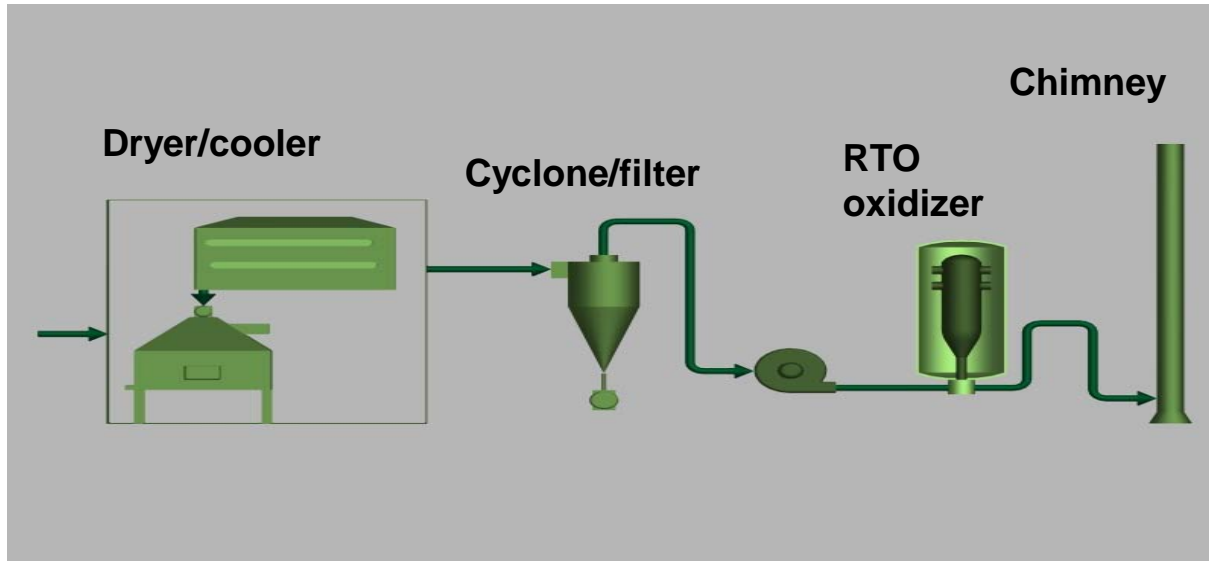 Dryer/cooler
Cyclone/filter
RTO
oxidizer
Chimney